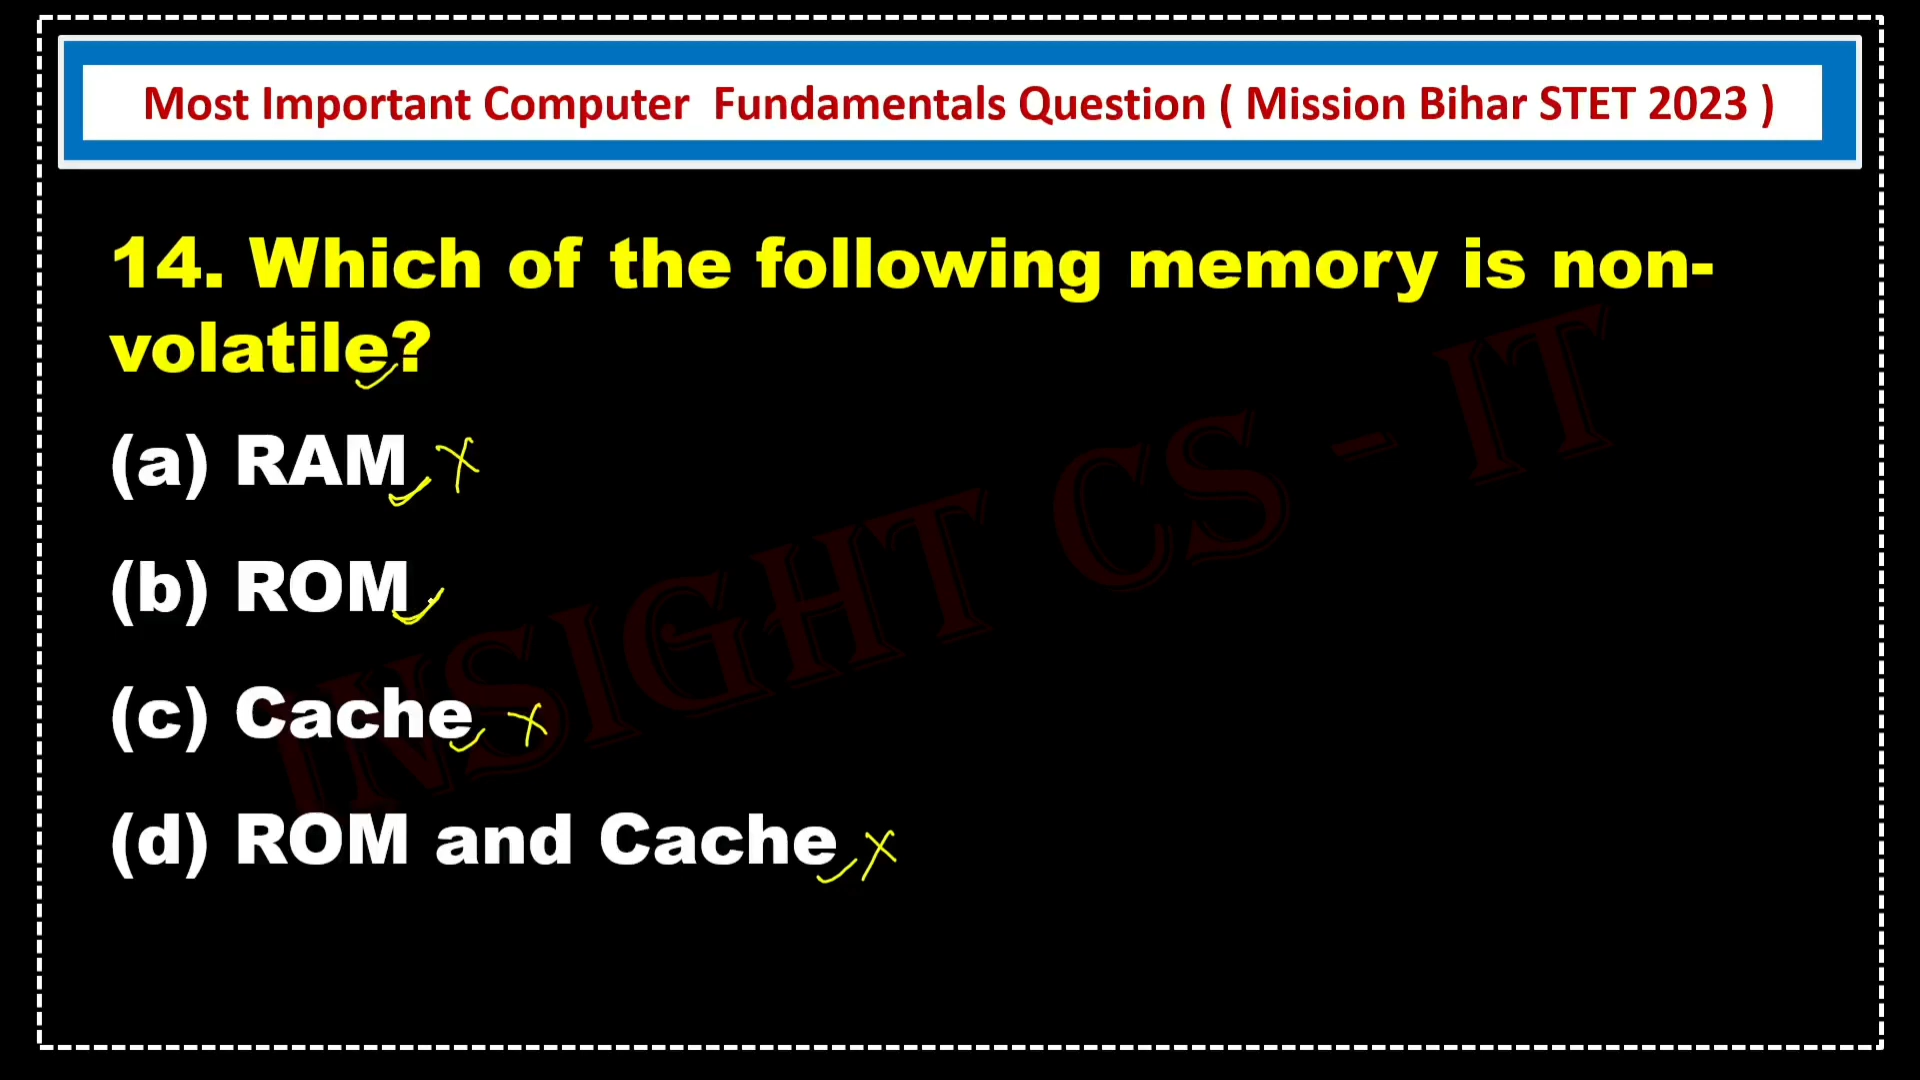 Most Important Computer Fundamentals Question ( Mission Bihar STET 2023 )
14. Which of the following memory is non-
volatile?
(a) RAM
(b) ROM
(c) Cache
(d) ROM and Cache
INSIGHT CS - IT